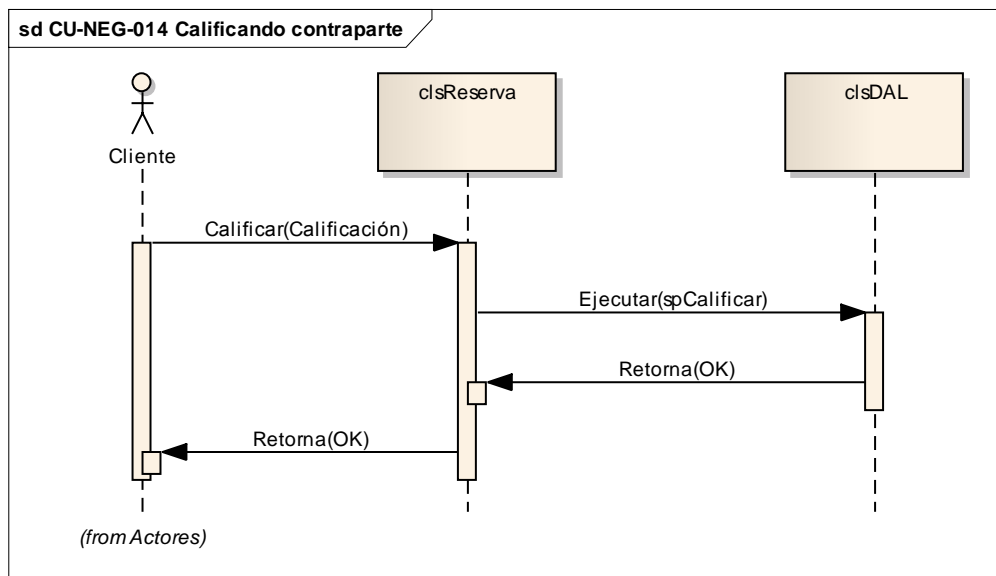 sd CU-NEG-014 Calificando contraparte
Cliente
clsReserva
clsDAL
Calificar(Calificación)
Ejecutar(spCalificar)
Retorna(OK)
Retorna(OK)
(from Actores)